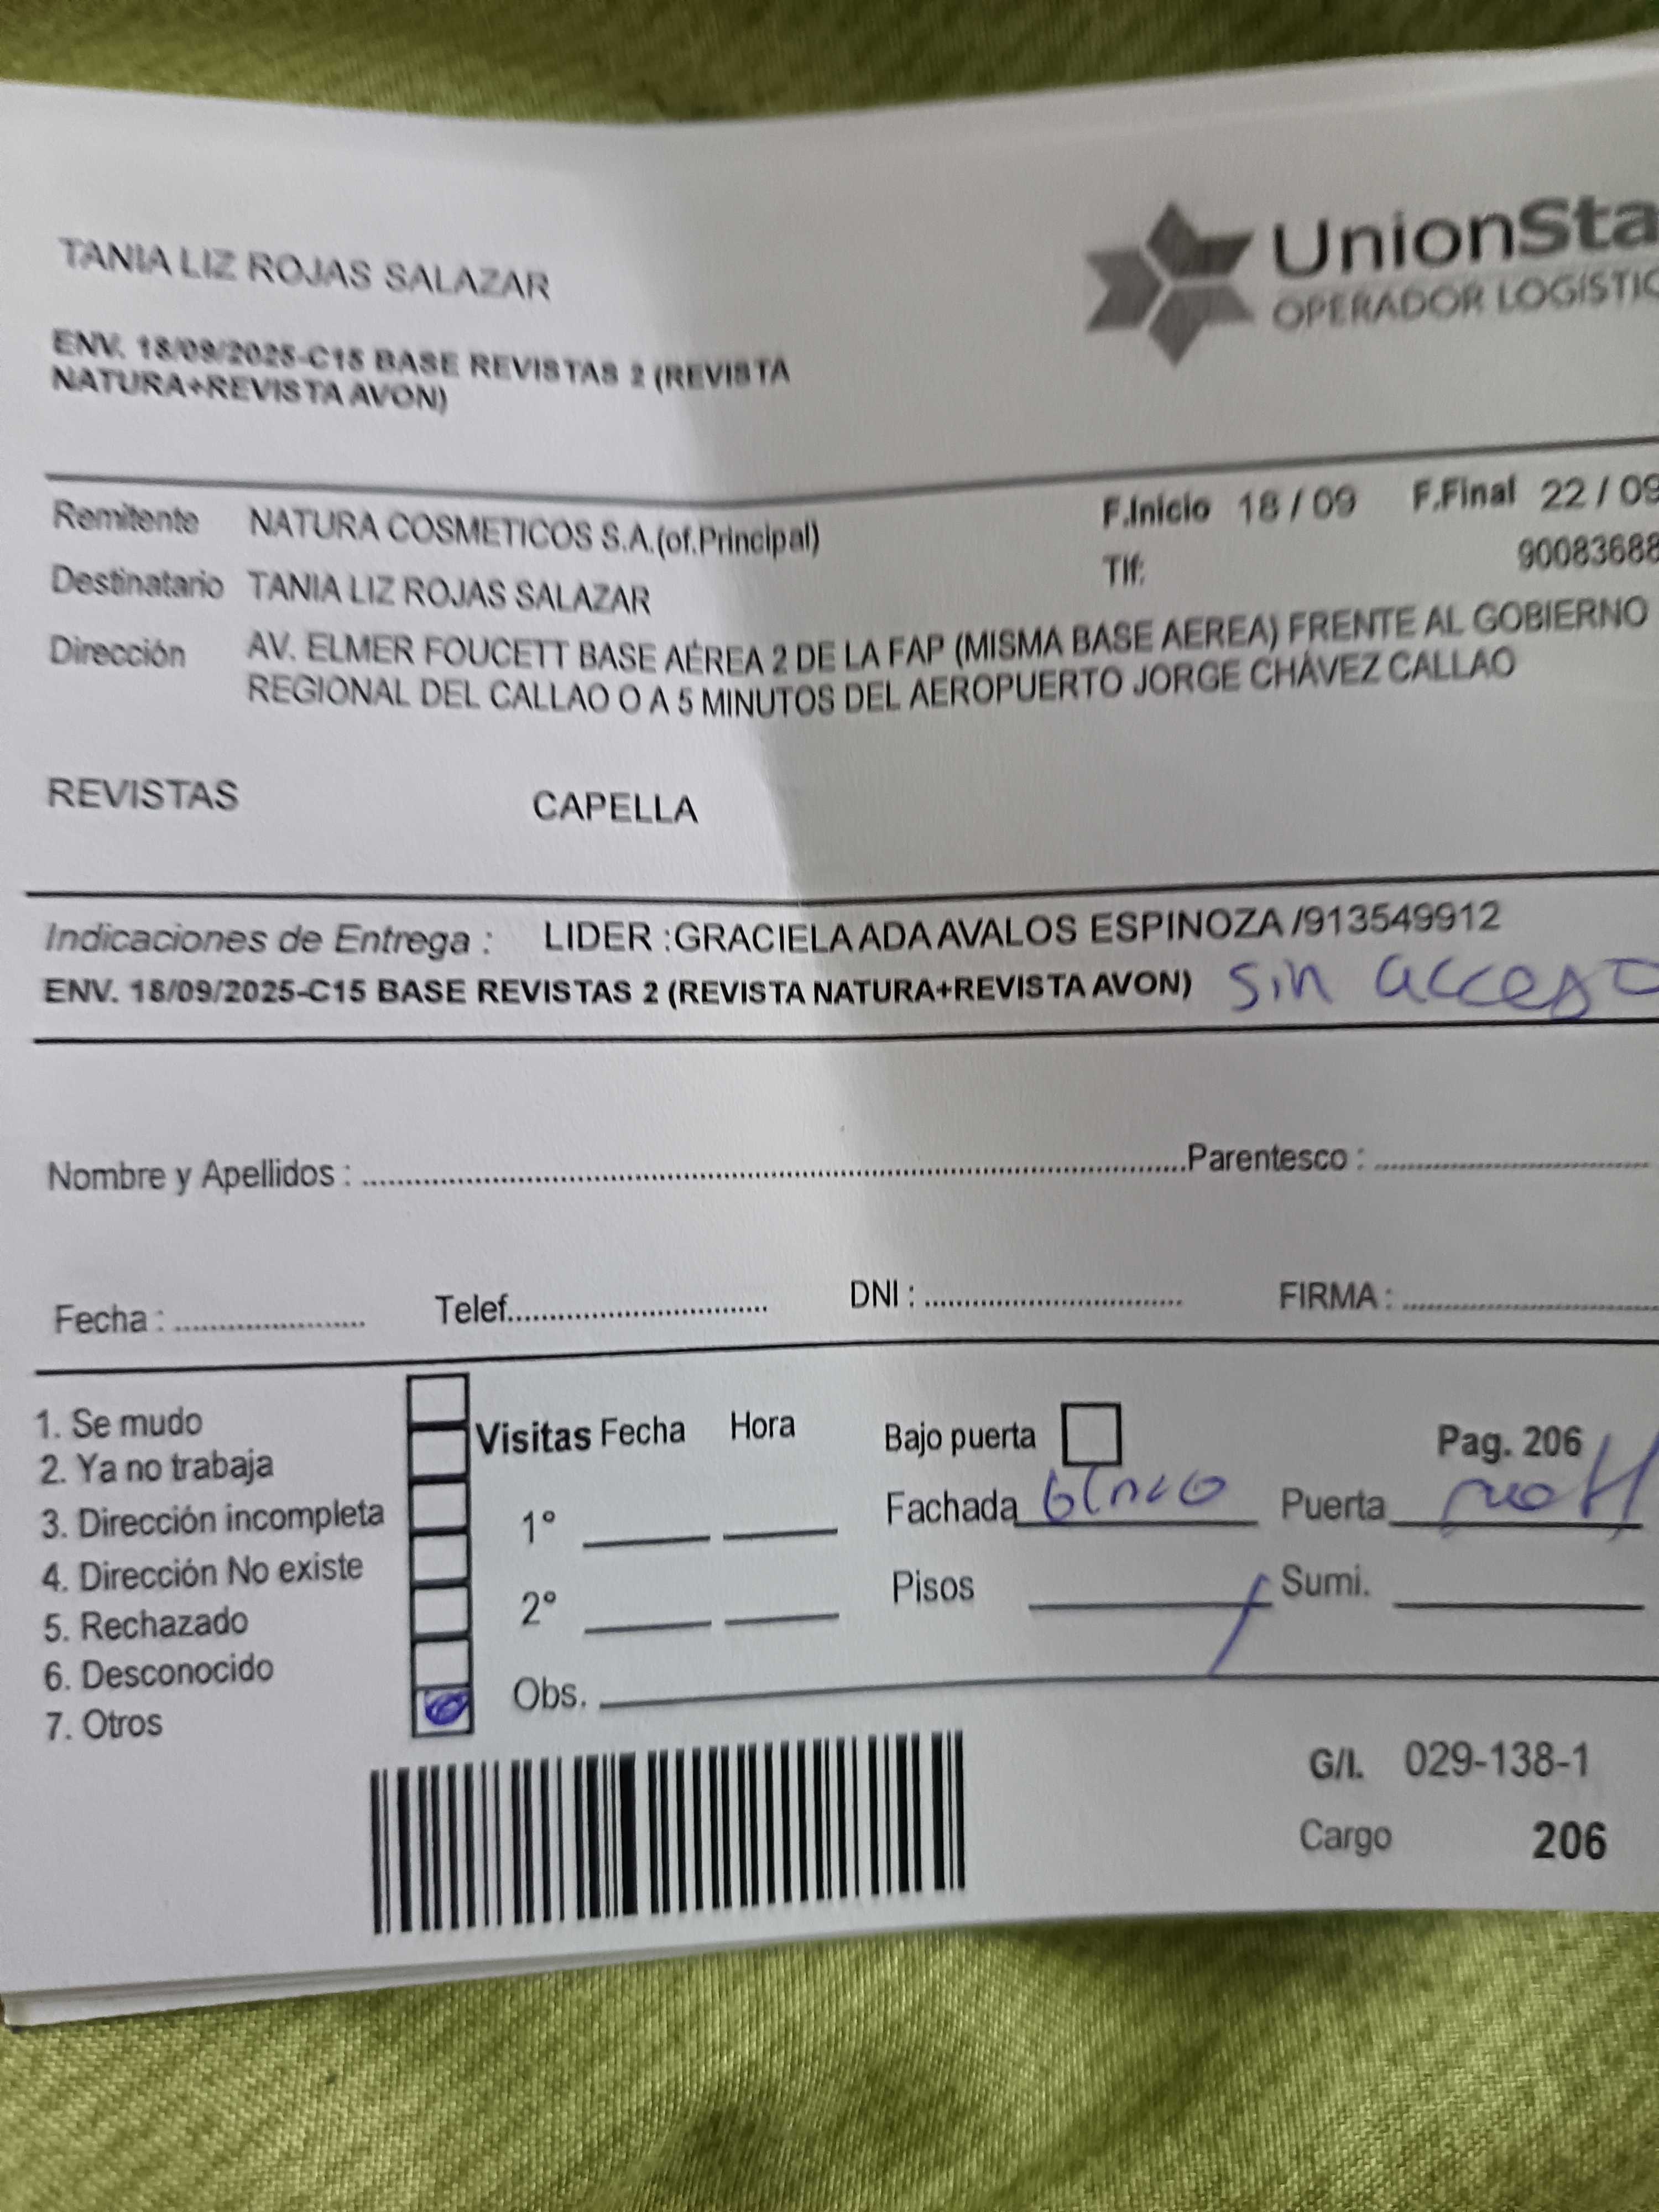 TANIA LIZ ROJAS SALAZAR
UnionSta
OPERADOR LOGÍSTIC
ENV. 18/09/2025-C15 BASE REVISTAS 2 (REVISTA
NATURA+REVISTA AVON)
Remitente NATURA COSMETICOS S.A.(of.Principal) F.Inicio 18 / 09 F.Final 22 / 09
Destinatario TANIA LIZ ROJAS SALAZAR Tlf: 90083688
Dirección AV. ELMER FOUCETT BASE AÉREA 2 DE LA FAP (MISMA BASE AEREA) FRENTE AL GOBIERNO
REGIONAL DEL CALLAO O A 5 MINUTOS DEL AEROPUERTO JORGE CHÁVEZ CALLAO
REVISTAS CAPELLA
Indicaciones de Entrega : LIDER :GRACIELA ADA AVALOS ESPINOZA /913549912
ENV. 18/09/2025-C15 BASE REVISTAS 2 (REVISTA NATURA+REVISTA AVON) sin acceso
Nombre y Apellidos : Parentesco :
Fecha : Telef. DNI : FIRMA :
1. Se mudo
2. Ya no trabaja
3. Dirección incompleta
4. Dirección No existe
5. Rechazado
6. Desconocido
7. Otros
Visitas Fecha Hora
1°
2°
Obs.
Bajo puerta Pag. 206
Fachada Puerta
Pisos Sumi.
G/I. 029-138-1
Cargo 206